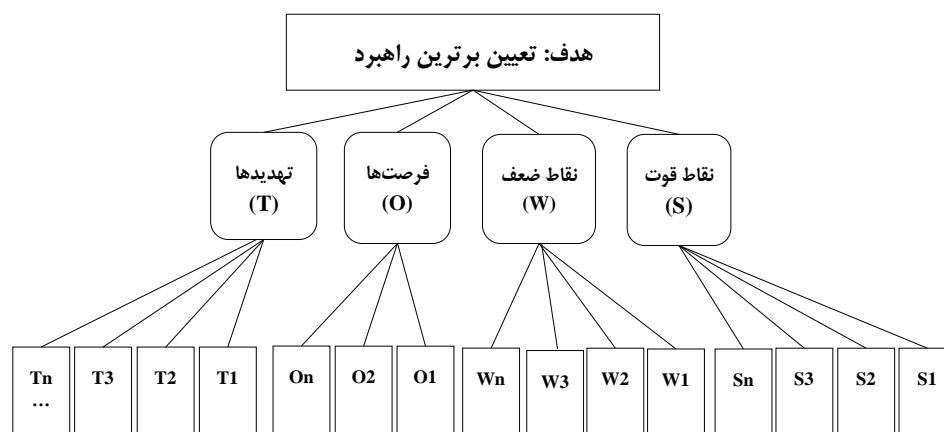 هدف: تعیین برترین راهبرد
نقاط قوت
(S)
نقاط ضعف
(W)
فرصت‌ها
(O)
تهدیدها
(T)
S1
S2
S3
Sn
W1
W2
W3
Wn
O1
O2
On
T1
T2
T3
Tn
...